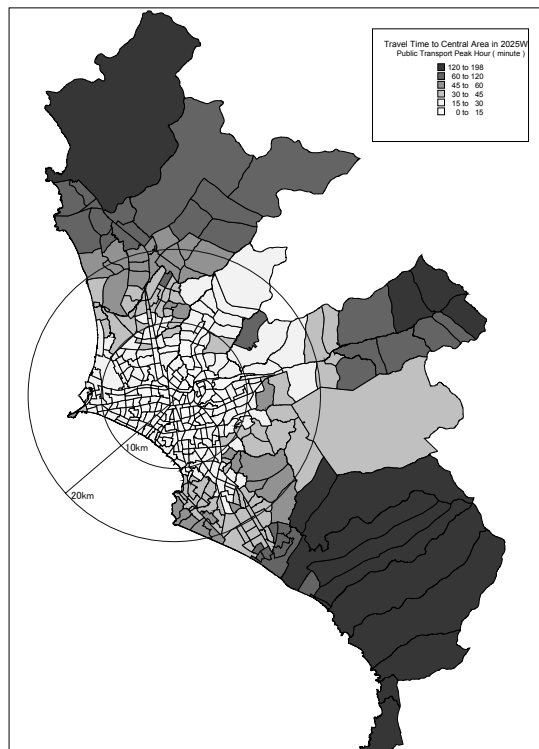 Travel Time to Central Area in 2025W
Public Transport Peak Hour ( minute )
120 to 198
60 to 120
45 to 60
30 to 45
15 to 30
0 to 15
10km
20km